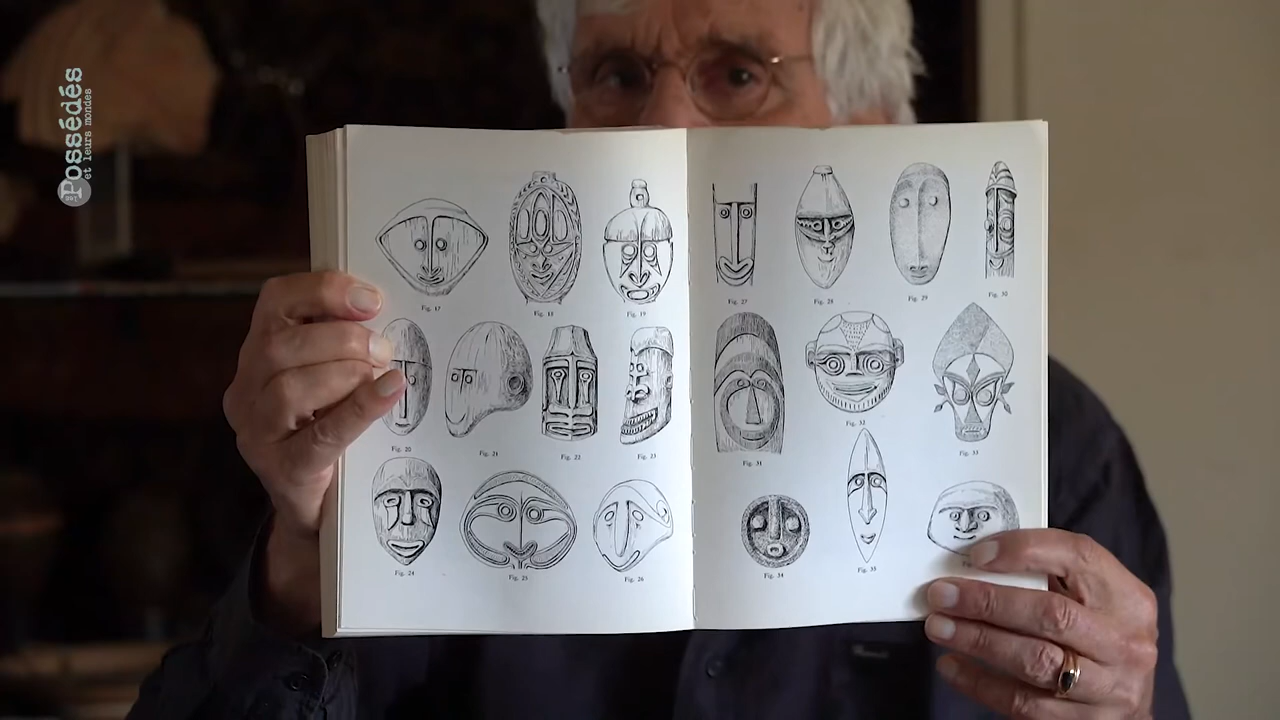 Possédés
et leurs mondes
Fig. 17
Fig. 18
Fig. 19
Fig. 20
Fig. 21
Fig. 22
Fig. 23
Fig. 24
Fig. 25
Fig. 26
Fig. 27
Fig. 28
Fig. 29
Fig. 30
Fig. 31
Fig. 32
Fig. 33
Fig. 34
Fig. 35